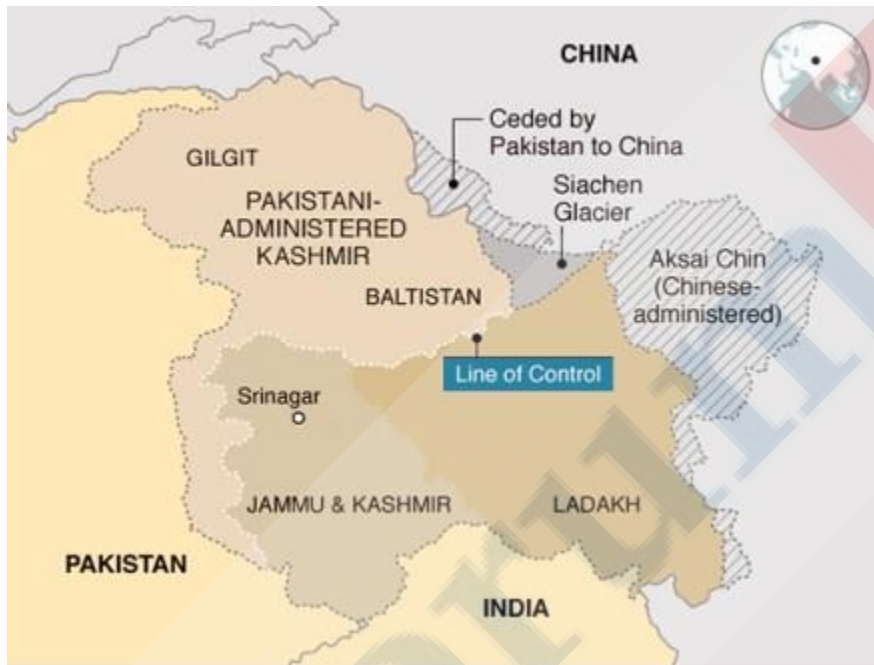 CHINA
Ceded by
Pakistan to China
GILGIT
Siachen
Glacier
PAKISTANI-
ADMINISTERED
KASHMIR
Aksai Chin
(Chinese-
administered)
BALTISTAN
Line of Control
Srinagar
JAMMU & KASHMIR
LADAKH
PAKISTAN
INDIA